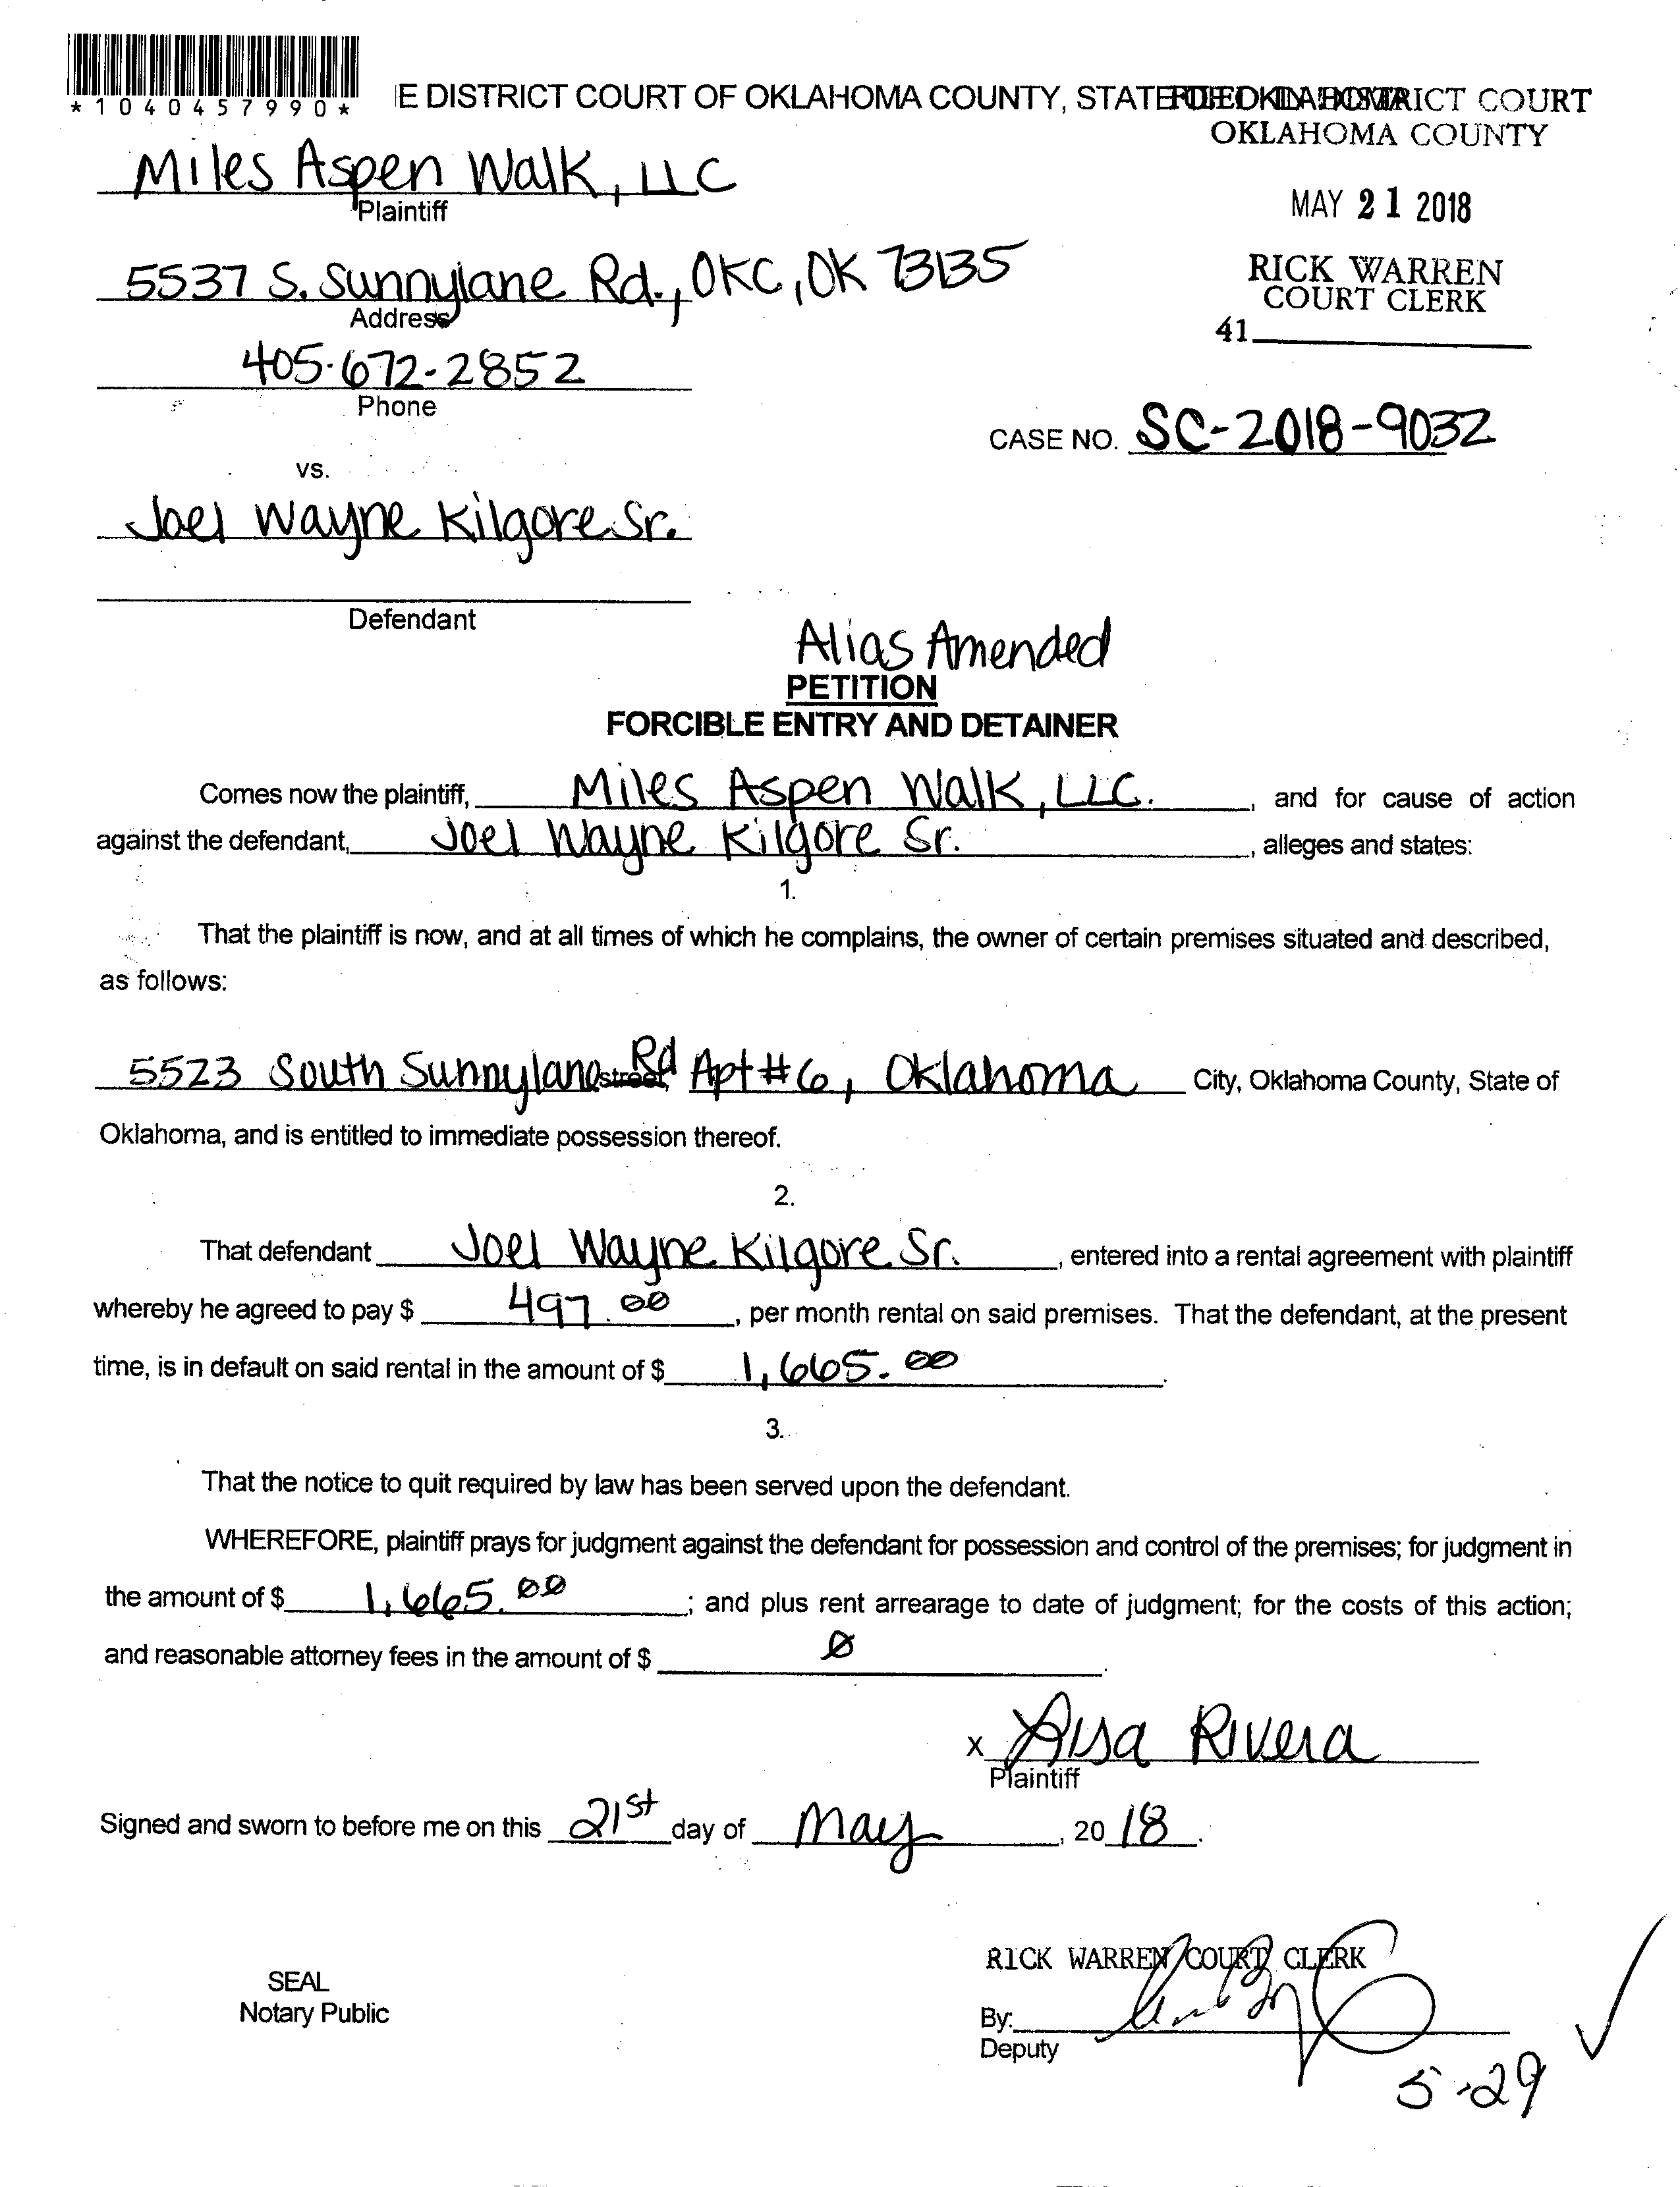 *1040457990*
E DISTRICT COURT OF OKLAHOMA COUNTY, STATE OF OKLAHOMA
FILED IN DISTRICT COURT
OKLAHOMA COUNTY
MAY 21 2018
RICK WARREN
COURT CLERK
41
Miles Aspen Walk, LLC
Plaintiff
5537 S. Sunnylane Rd., OKC, OK 73135
Address
405-672-2852
Phone
CASE NO. SC-2018-9032
vs.
Joel Wayne Kilgore Sr.
Defendant
Alias Amended
PETITION
FORCIBLE ENTRY AND DETAINER
Comes now the plaintiff, Miles Aspen Walk, LLC. , and for cause of action
against the defendant, Joel Wayne Kilgore Sr. , alleges and states:
1.
That the plaintiff is now, and at all times of which he complains, the owner of certain premises situated and described,
as follows:
5523 South Sunnylane street, Rd Apt #6, Oklahoma City, Oklahoma County, State of
Oklahoma, and is entitled to immediate possession thereof.
2.
That defendant Joel Wayne Kilgore Sr. , entered into a rental agreement with plaintiff
whereby he agreed to pay $ 497.00 , per month rental on said premises. That the defendant, at the present
time, is in default on said rental in the amount of $ 1,665.00 .
3.
That the notice to quit required by law has been served upon the defendant.
WHEREFORE, plaintiff prays for judgment against the defendant for possession and control of the premises; for judgment in
the amount of $ 1,665.00 ; and plus rent arrearage to date of judgment; for the costs of this action;
and reasonable attorney fees in the amount of $ Ø .
x Lisa Rivera
Plaintiff
Signed and sworn to before me on this 21st day of May , 20 18 .
RICK WARREN COURT CLERK
SEAL
Notary Public
By:
Deputy
5-29